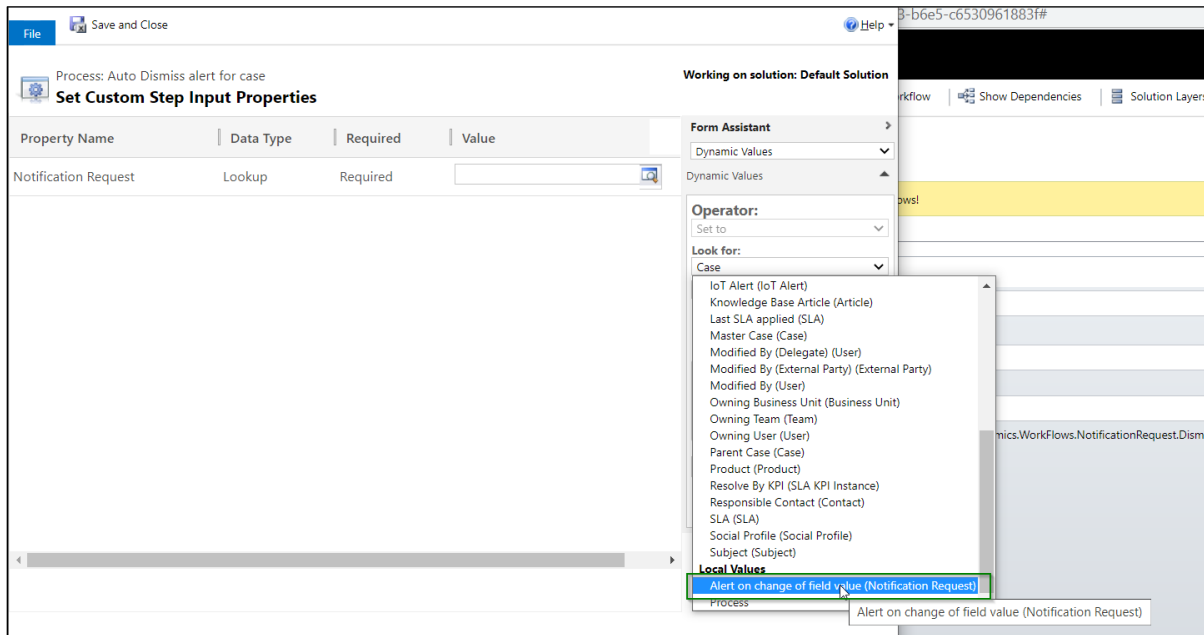 3-b6e5-c6530961883f#
File
Save and Close
Help
Process: Auto Dismiss alert for case
Set Custom Step Input Properties
Working on solution: Default Solution
rkflow
Show Dependencies
Solution Layers
Property Name
Data Type
Required
Value
Form Assistant
Dynamic Values
Notification Request
Lookup
Required
Dynamic Values
ows!
Operator:
Set to
Look for:
Case
IoT Alert (IoT Alert)
Knowledge Base Article (Article)
Last SLA applied (SLA)
Master Case (Case)
Modified By (Delegate) (User)
Modified By (External Party) (External Party)
Modified By (User)
Owning Business Unit (Business Unit)
Owning Team (Team)
Owning User (User)
mics.WorkFlows.NotificationRequest.Dism
Parent Case (Case)
Product (Product)
Resolve By KPI (SLA KPI Instance)
Responsible Contact (Contact)
SLA (SLA)
Social Profile (Social Profile)
Subject (Subject)
Local Values
Alert on change of field value (Notification Request)
Process
Alert on change of field value (Notification Request)